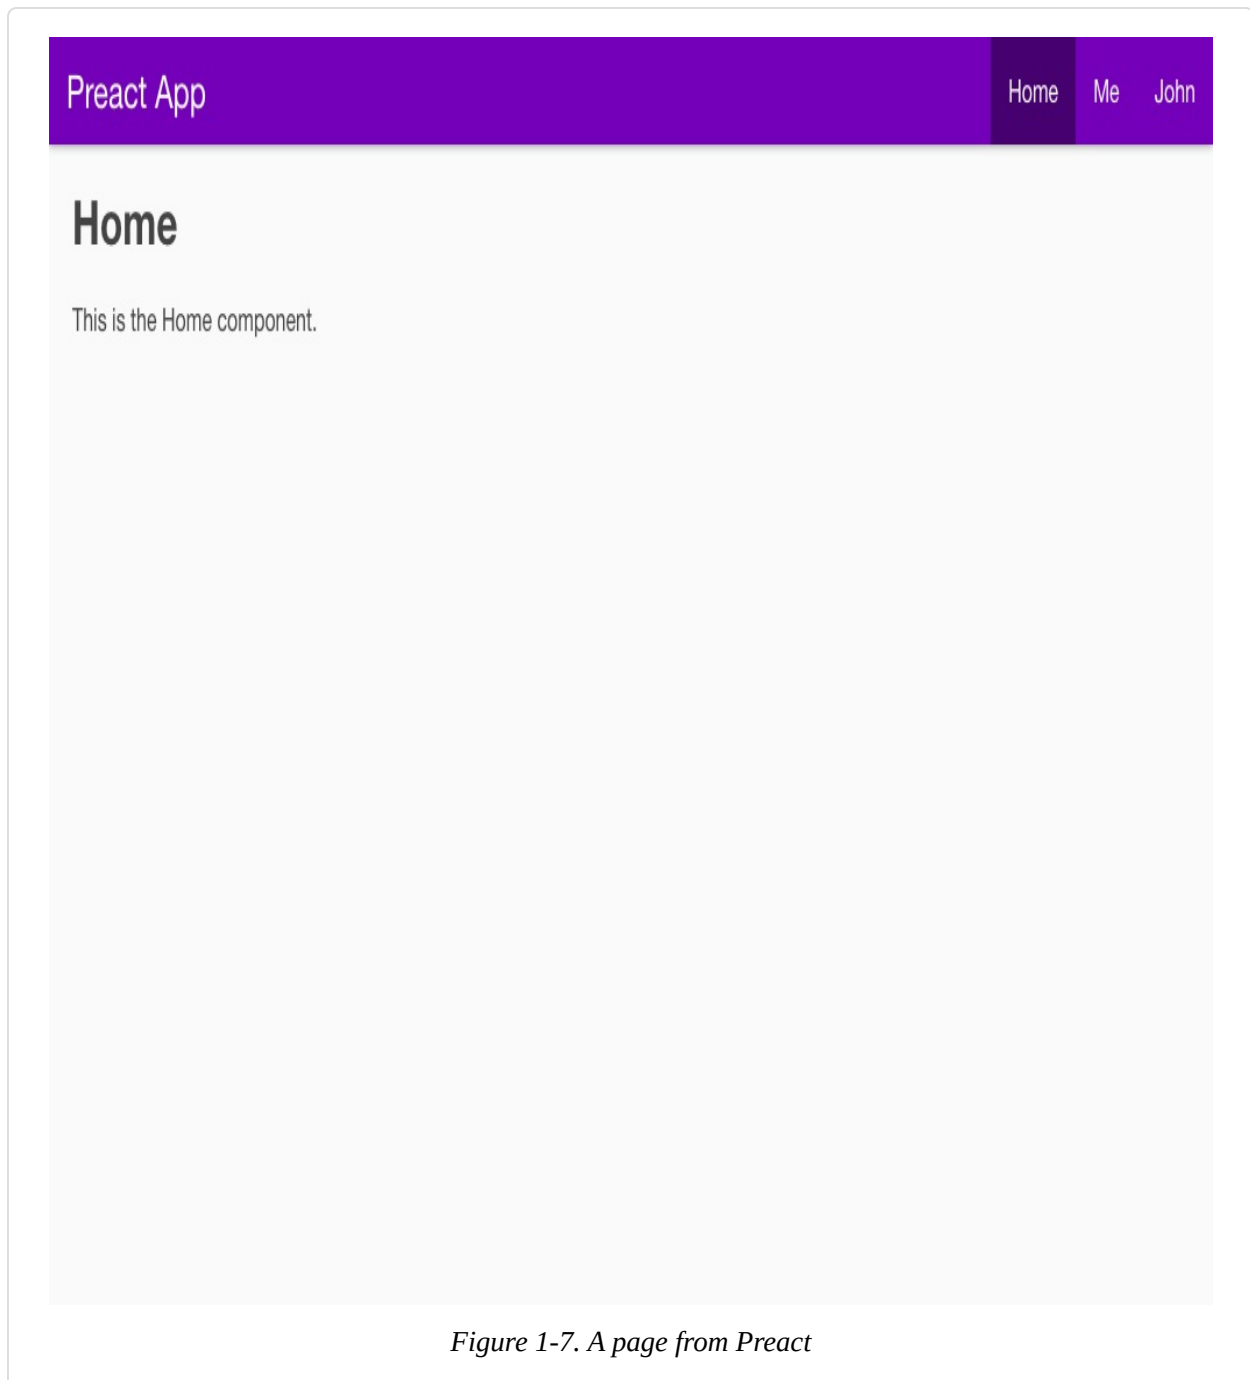 Preact App Home Me John
Home
This is the Home component.
Figure 1-7. A page from Preact